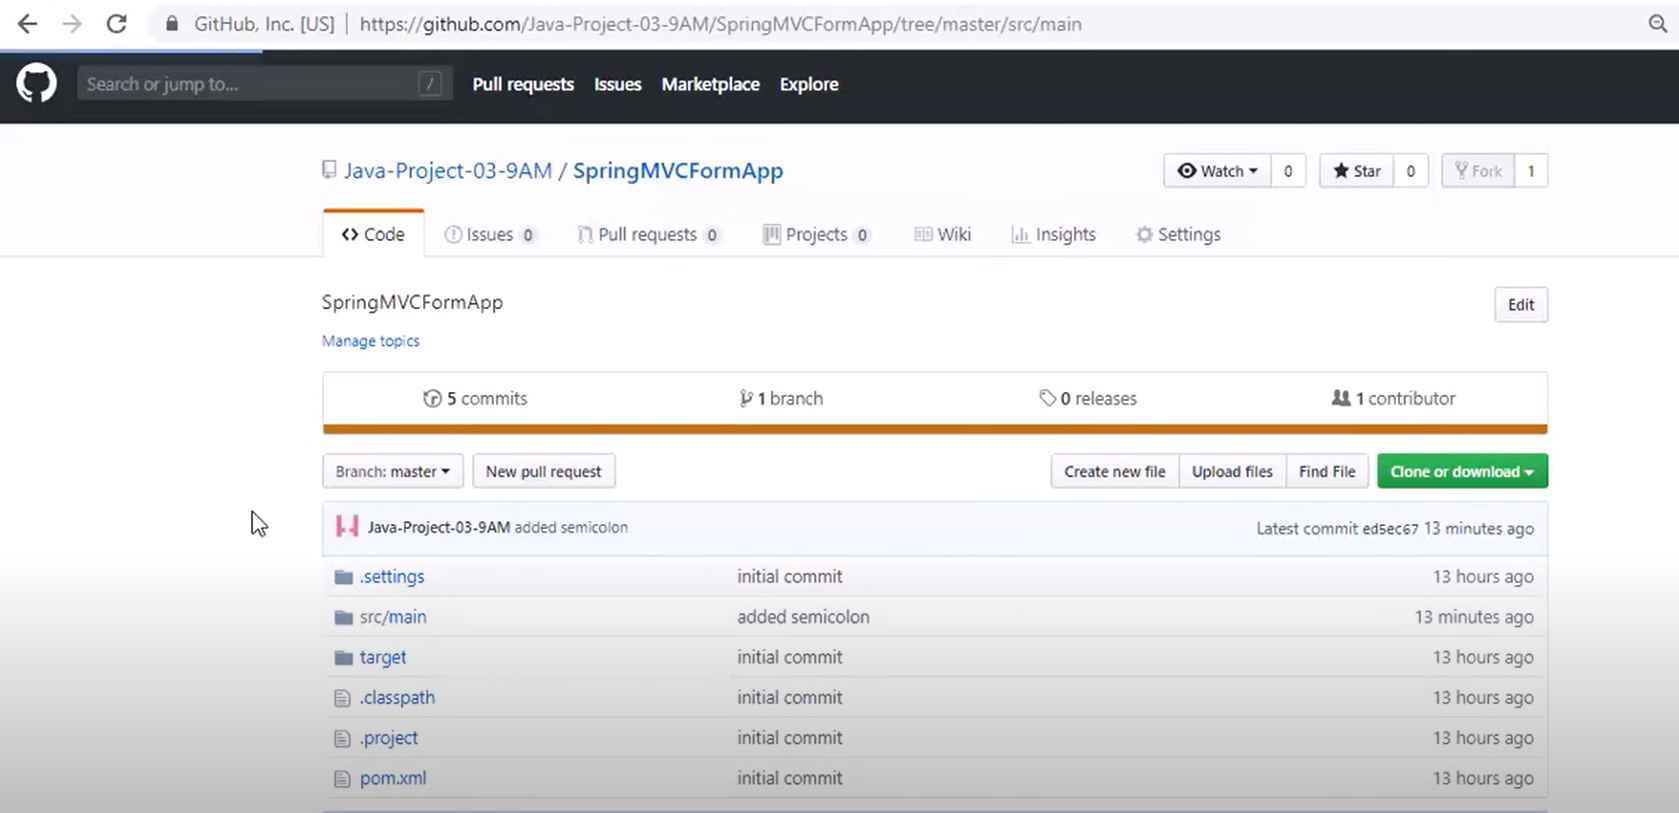 GitHub, Inc. [US] | https://github.com/Java-Project-03-9AM/SpringMVCFormApp/tree/master/src/main
Search or jump to... / Pull requests Issues Marketplace Explore
Java-Project-03-9AM / SpringMVCFormApp Watch 0 Star 0 Fork 1
<> Code Issues 0 Pull requests 0 Projects 0 Wiki Insights Settings
SpringMVCFormApp Edit
Manage topics
5 commits 1 branch 0 releases 1 contributor
Branch: master New pull request Create new file Upload files Find File Clone or download
Java-Project-03-9AM added semicolon Latest commit ed5ec67 13 minutes ago
.settings initial commit 13 hours ago
src/main added semicolon 13 minutes ago
target initial commit 13 hours ago
.classpath initial commit 13 hours ago
.project initial commit 13 hours ago
pom.xml initial commit 13 hours ago